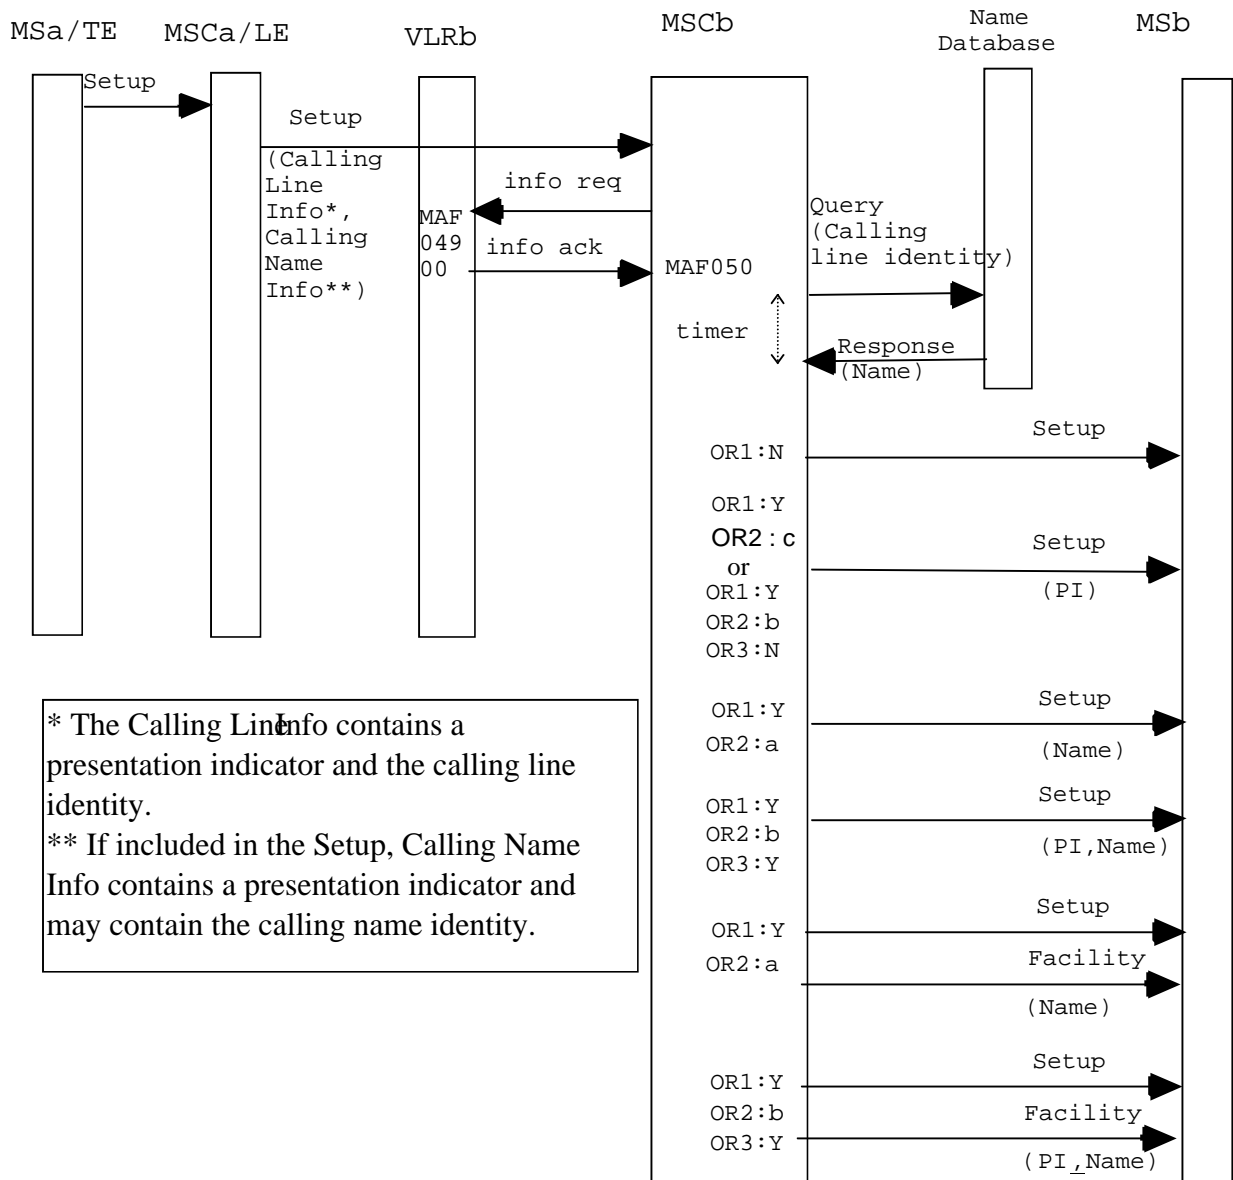 MSa/TE
MSCa/LE
VLRb
MSCb
Name
Database
MSb
Setup
Setup
(Calling
Line
Info*,
Calling
Name
Info**)
info req
MAF
049
00
info ack
MAF050
Query
(Calling
line identity)
timer
Response
(Name)
OR1:N
Setup
OR1:Y
OR2 : c
or
OR1:Y
OR2:b
OR3:N
Setup
(PI)
OR1:Y
OR2:a
Setup
(Name)
OR1:Y
OR2:b
OR3:Y
Setup
(PI,Name)
OR1:Y
OR2:a
Setup
Facility
(Name)
OR1:Y
OR2:b
OR3:Y
Setup
Facility
(PI,Name)
* The Calling LineInfo contains a
presentation indicator and the calling line
identity.
** If included in the Setup, Calling Name
Info contains a presentation indicator and
may contain the calling name identity.